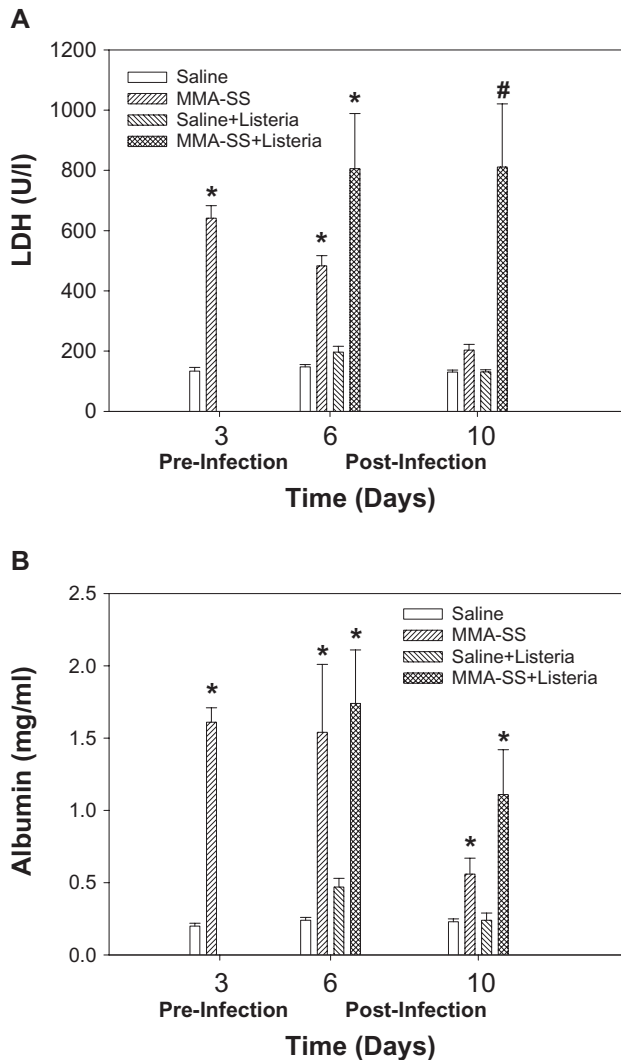 A
1200
1000
800
600
400
200
0
LDH (U/l)
Saline
MMA-SS
Saline+Listeria
MMA-SS+Listeria
*
*
*
#
3
6
10
Pre-Infection
Post-Infection
Time (Days)
B
2.5
2.0
1.5
1.0
0.5
0.0
Albumin (mg/ml)
Saline
MMA-SS
Saline+Listeria
MMA-SS+Listeria
*
*
*
*
*
3
6
10
Pre-Infection
Post-Infection
Time (Days)